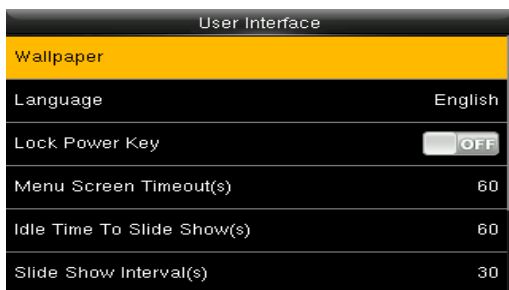 User Interface
Wallpaper
Language English
Lock Power Key OFF
Menu Screen Timeout(s) 60
Idle Time To Slide Show(s) 60
Slide Show Interval(s) 30